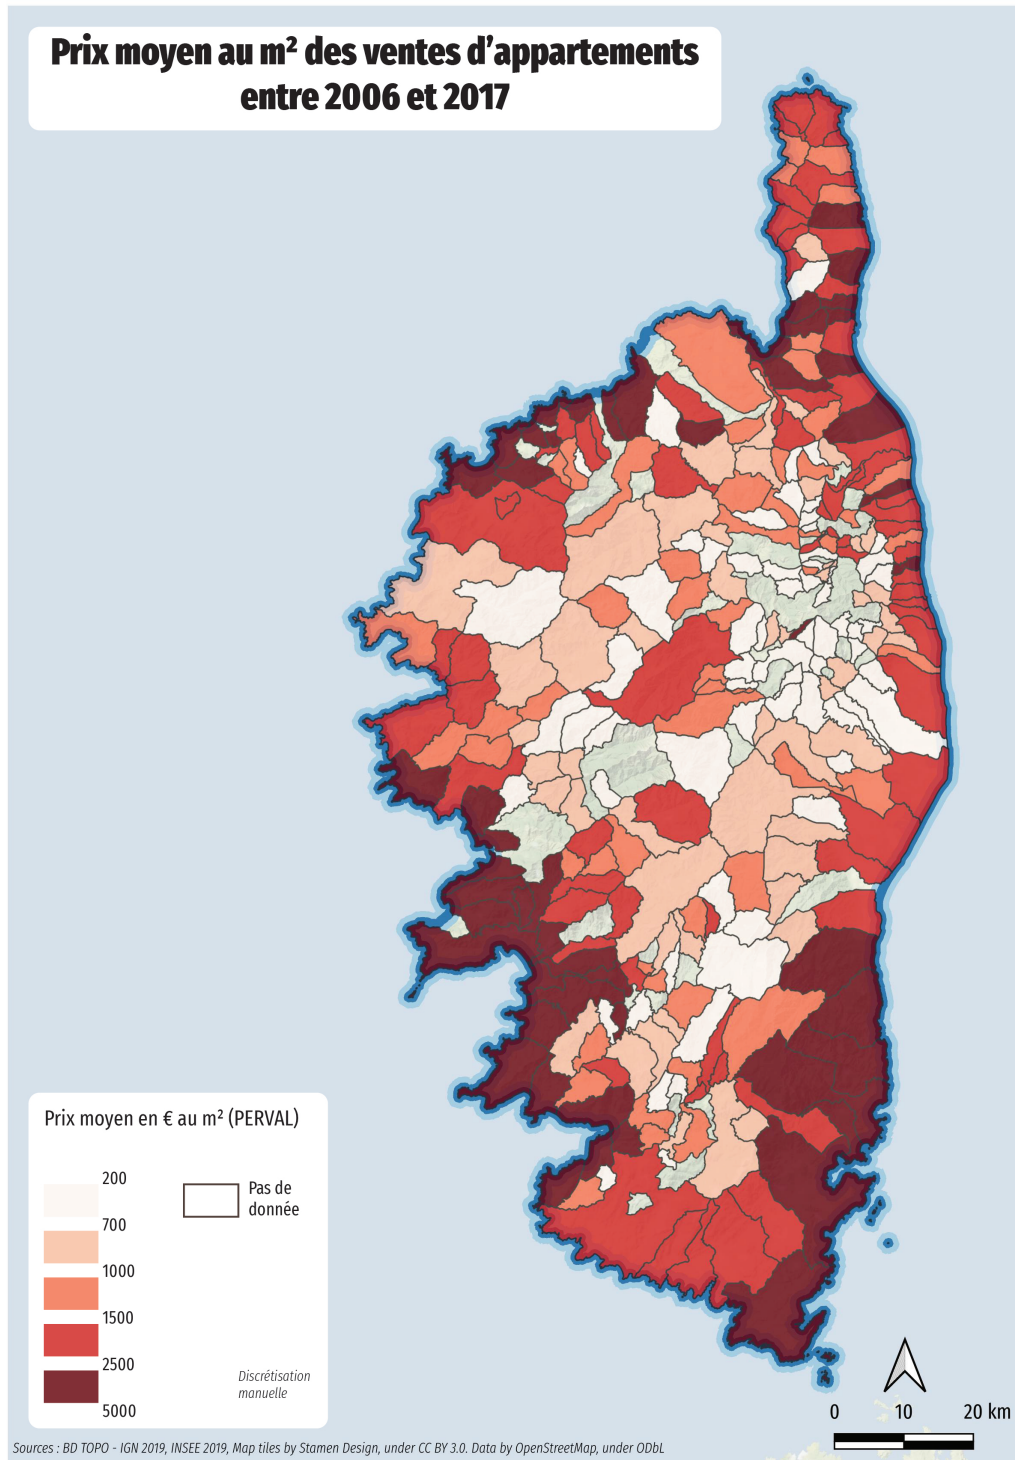 Prix moyen au m² des ventes d'appartements
entre 2006 et 2017
Prix moyen en € au m² (PERVAL)
200
700
1000
1500
2500
5000
Pas de
donnée
Discrétisation
manuelle
0 10 20 km
Sources : BD TOPO - IGN 2019, INSEE 2019, Map tiles by Stamen Design, under CC BY 3.0. Data by OpenStreetMap, under ODbL